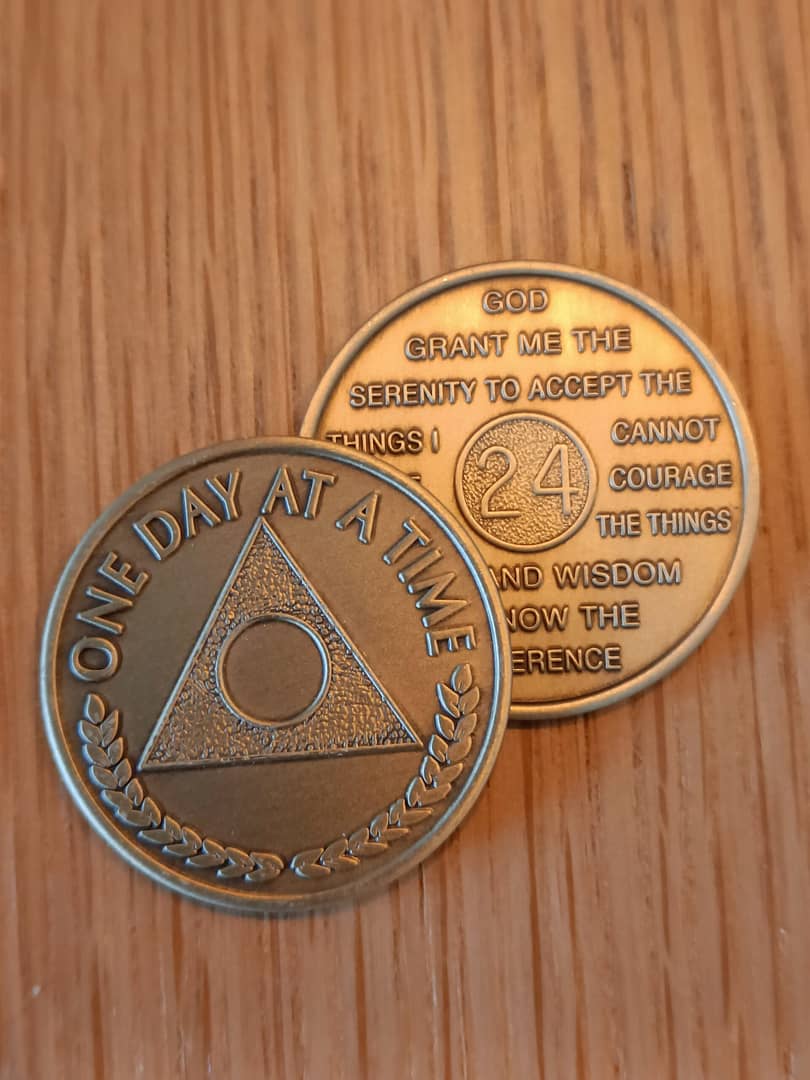 GOD
GRANT ME THE
SERENITY TO ACCEPT THE
THINGS I CANNOT
24
COURAGE
THE THINGS
AND WISDOM
NOW THE
ERENCE
ONE DAY AT A TIME